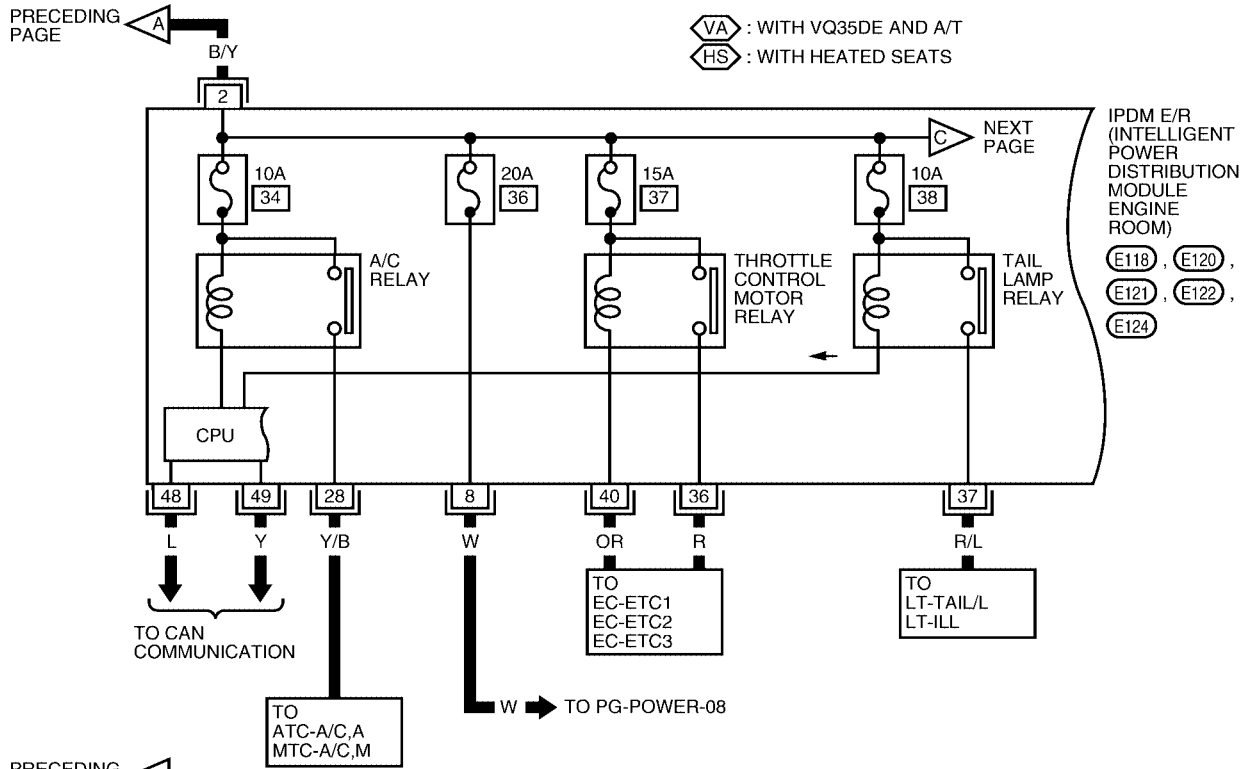 PRECEDING
PAGE
A
VA : WITH VQ35DE AND A/T
HS : WITH HEATED SEATS
B/Y
2
C
NEXT
PAGE
IPDM E/R
(INTELLIGENT
POWER
DISTRIBUTION
MODULE
ENGINE
ROOM)
E118 , E120 ,
E121 , E122 ,
E124
10A
34
20A
36
15A
37
10A
38
A/C
RELAY
THROTTLE
CONTROL
MOTOR
RELAY
TAIL
LAMP
RELAY
CPU
48
49
28
8
40
36
37
L
Y
Y/B
W
OR
R
R/L
TO CAN
COMMUNICATION
TO
EC-ETC1
EC-ETC2
EC-ETC3
TO
LT-TAIL/L
LT-ILL
W
TO PG-POWER-08
TO
ATC-A/C,A
MTC-A/C,M
PRECEDING